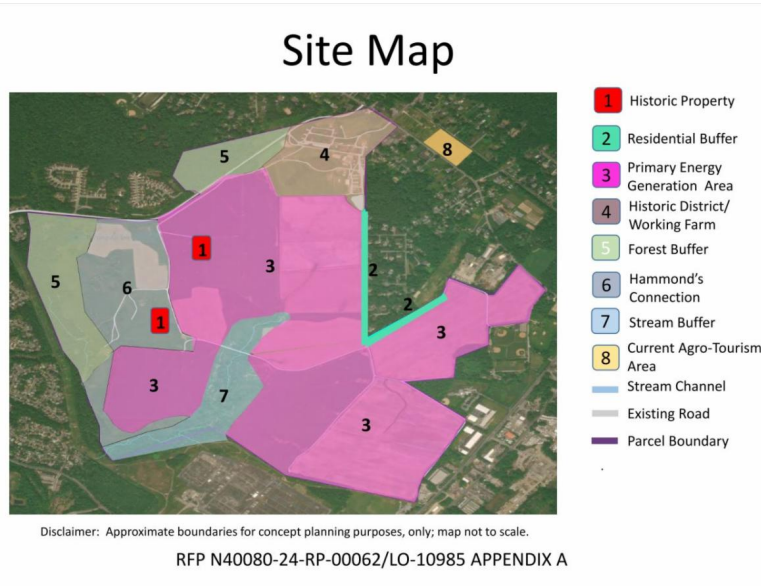 Site Map
5
4
8
1
3
2
5
6
2
1
3
3
7
3
1 Historic Property
2 Residential Buffer
3 Primary Energy
Generation Area
4 Historic District/
Working Farm
5 Forest Buffer
6 Hammond's
Connection
7 Stream Buffer
8 Current Agro-Tourism
Area
Stream Channel
Existing Road
Parcel Boundary
.
Disclaimer: Approximate boundaries for concept planning purposes, only; map not to scale.
RFP N40080-24-RP-00062/LO-10985 APPENDIX A